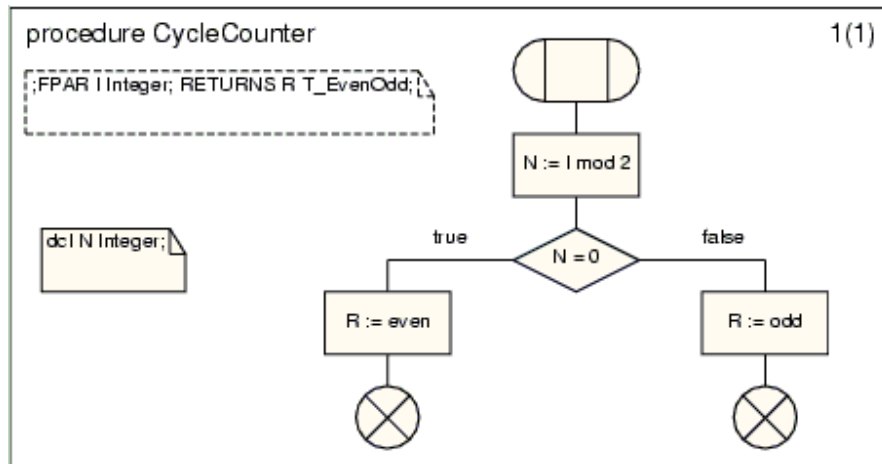 procedure CycleCounter
1(1)
;FPAR I Integer; RETURNS R T_EvenOdd;
N := I mod 2
dcl N Integer;
true
false
N = 0
R := even
R := odd